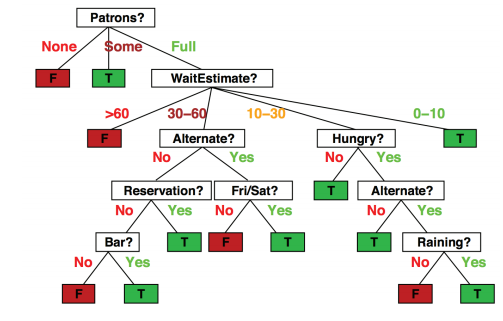 Patrons?
None Some Full
F T WaitEstimate?
>60 30–60 10–30 0–10
F Alternate? Hungry? T
No Yes No Yes
Reservation? Fri/Sat? T Alternate?
No Yes No Yes No Yes
Bar? T F T T Raining?
No Yes No Yes
F T F T